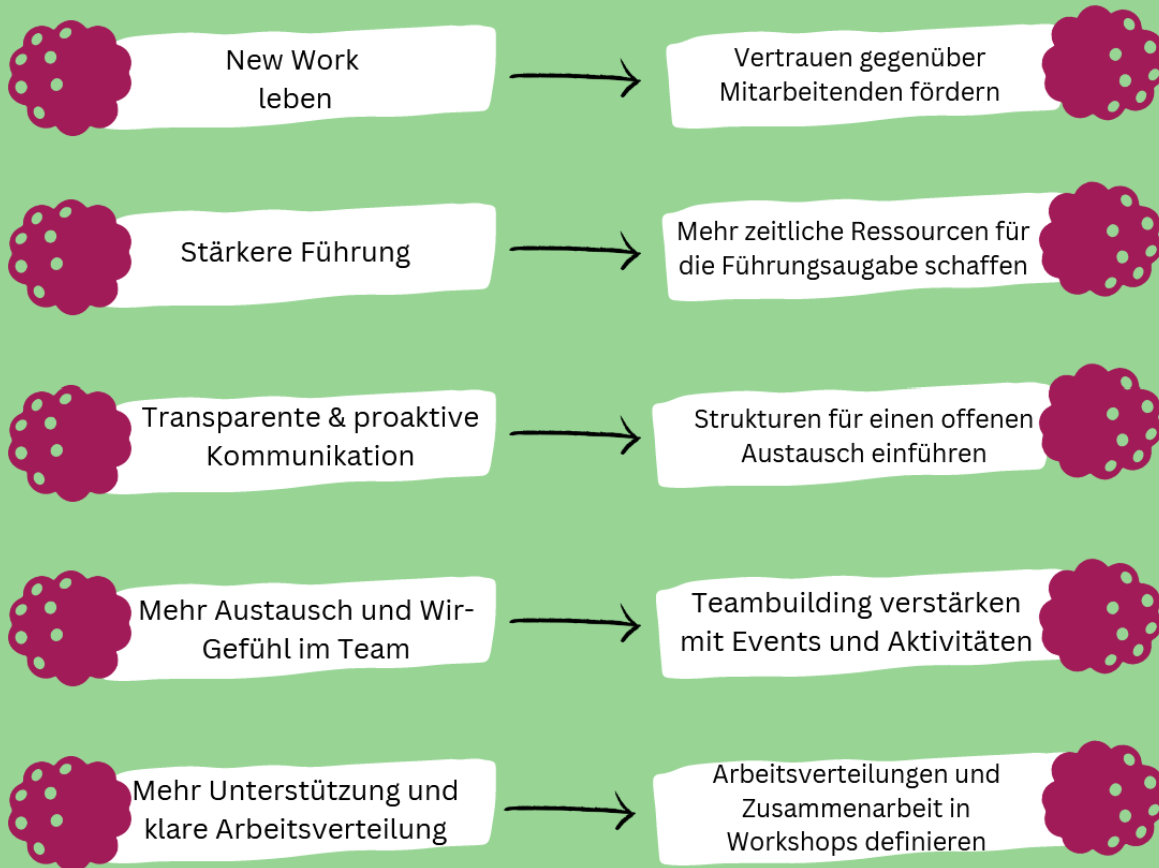 New Work
leben
Vertrauen gegenüber
Mitarbeitenden fördern
Stärkere Führung
Mehr zeitliche Ressourcen für
die Führungsaugabe schaffen
Transparente & proaktive
Kommunikation
Strukturen für einen offenen
Austausch einführen
Mehr Austausch und Wir-
Gefühl im Team
Teambuilding verstärken
mit Events und Aktivitäten
Mehr Unterstützung und
klare Arbeitsverteilung
Arbeitsverteilungen und
Zusammenarbeit in
Workshops definieren